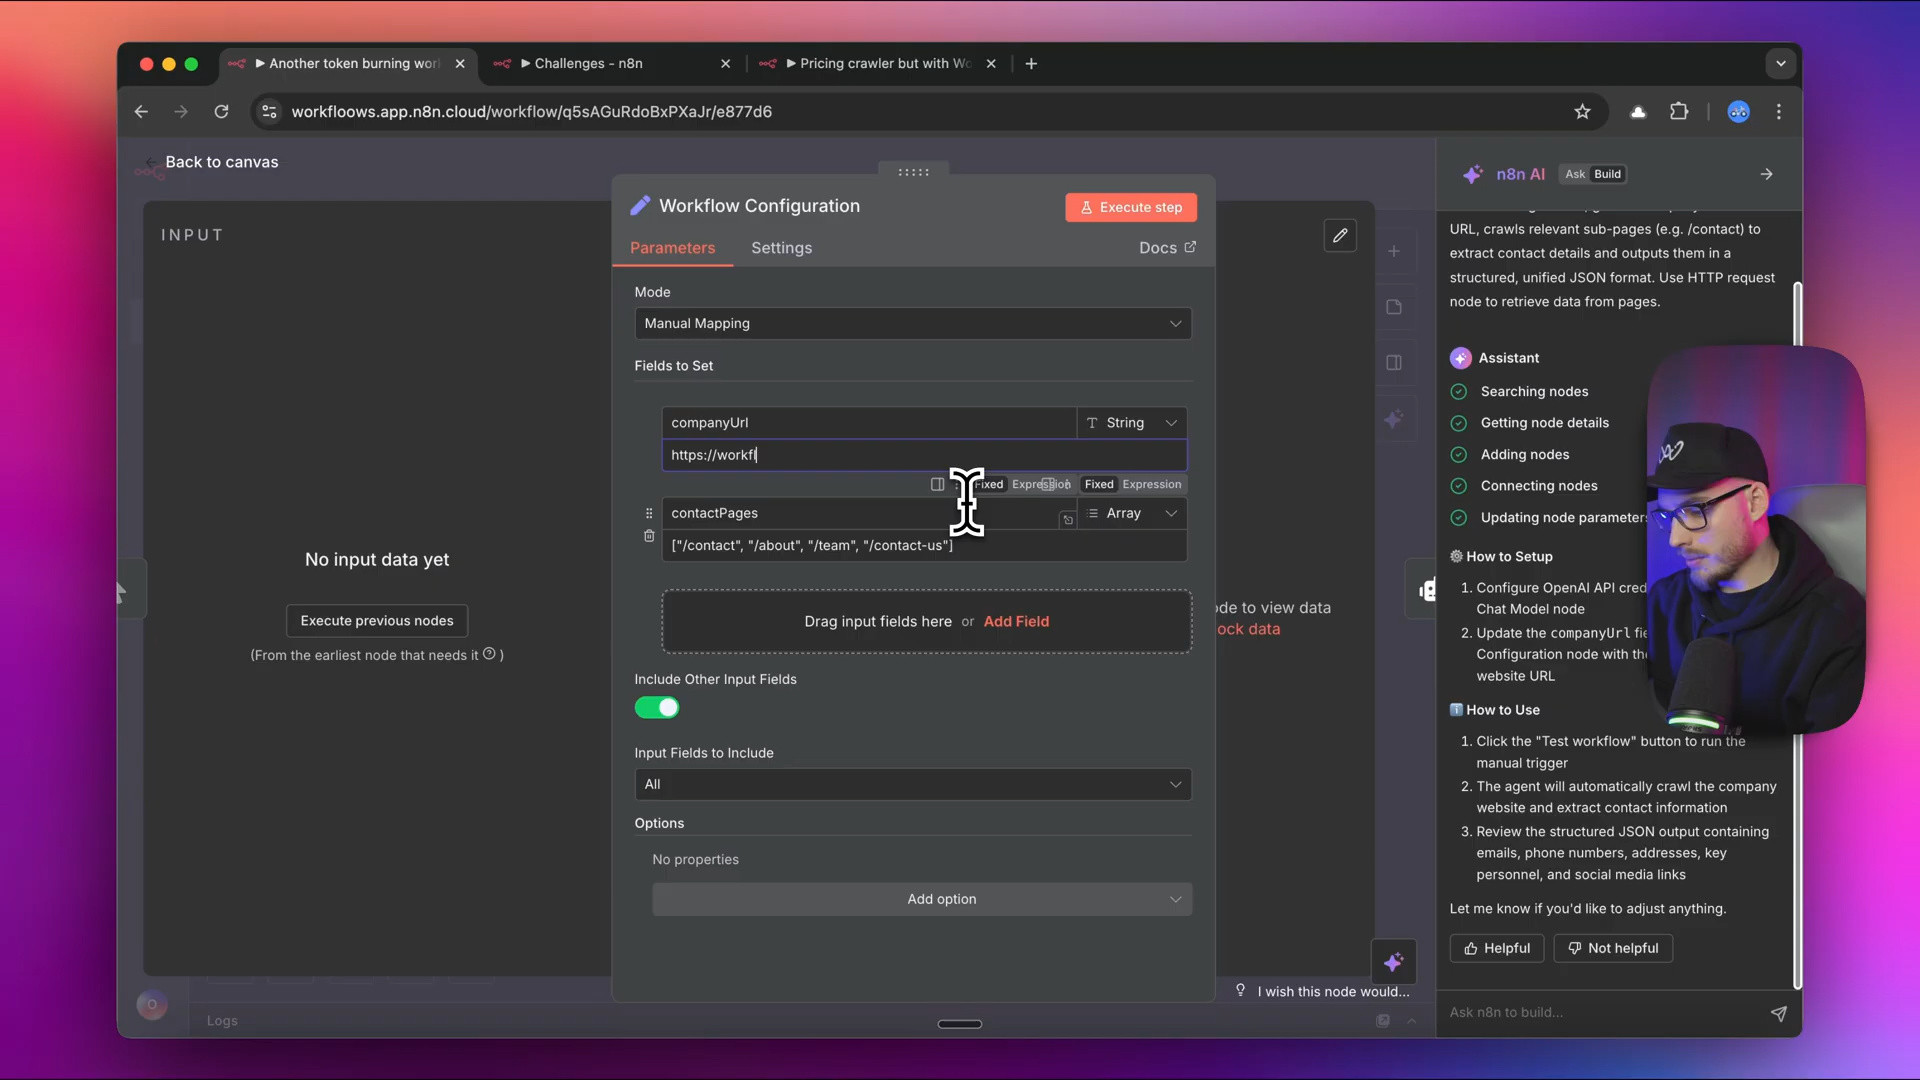 Another token burning wor
Challenges - n8n
Pricing crawler but with Wo
workfloows.app.n8n.cloud/workflow/q5sAGuRdoBxPXaJr/e877d6
Back to canvas
INPUT
No input data yet
Execute previous nodes
(From the earliest node that needs it ? )
Workflow Configuration
Execute step
Parameters
Settings
Docs
Mode
Manual Mapping
Fields to Set
companyUrl
T String
https://workfl
Fixed Expression
Fixed Expression
contactPages
Array
["/contact", "/about", "/team", "/contact-us"]
Drag input fields here or Add Field
Include Other Input Fields
Input Fields to Include
All
Options
No properties
Add option
I wish this node would...
ode to view data
ock data
Logs
n8n AI
Ask Build
URL, crawls relevant sub-pages (e.g. /contact) to
extract contact details and outputs them in a
structured, unified JSON format. Use HTTP request
node to retrieve data from pages.
Assistant
Searching nodes
Getting node details
Adding nodes
Connecting nodes
Updating node parameters
How to Setup
1. Configure OpenAI API cred
Chat Model node
2. Update the companyUrl fie
Configuration node with the
website URL
How to Use
1. Click the "Test workflow" button to run the
manual trigger
2. The agent will automatically crawl the company
website and extract contact information
3. Review the structured JSON output containing
emails, phone numbers, addresses, key
personnel, and social media links
Let me know if you'd like to adjust anything.
Helpful
Not helpful
Ask n8n to build...